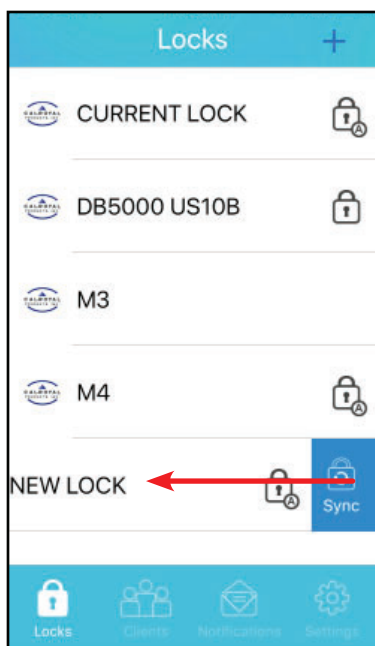 Locks
+
CURRENT LOCK
A
DB5000 US10B
M3
M4
A
NEW LOCK
A
Sync
Locks
Clients
Notifications
Settings